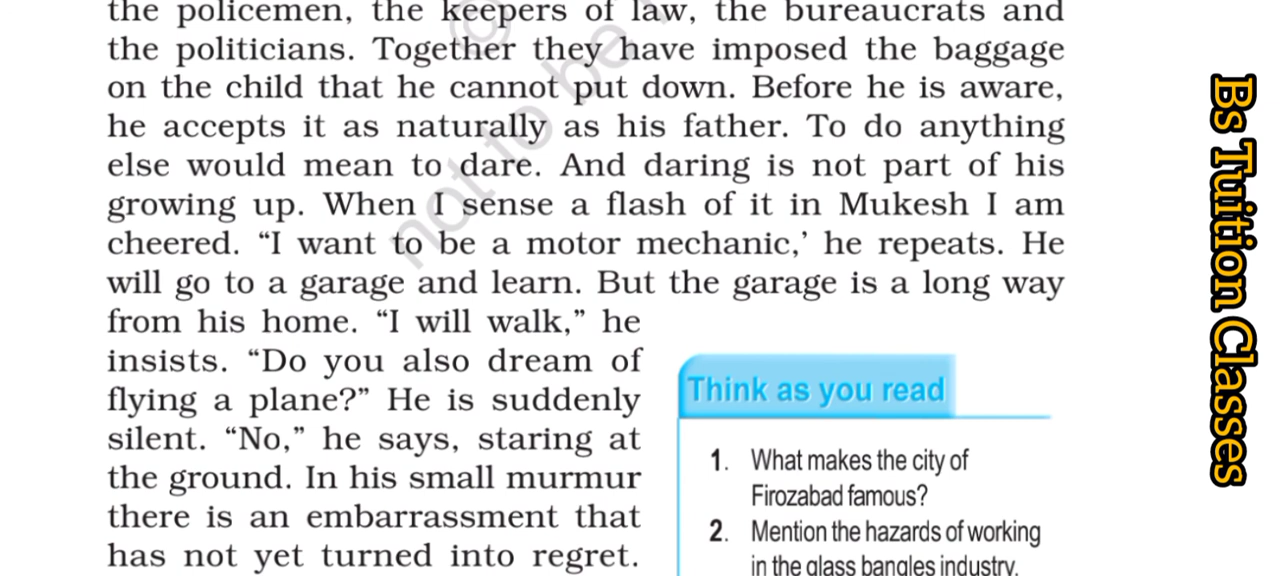 the policemen, the keepers of law, the bureaucrats and
the politicians. Together they have imposed the baggage
on the child that he cannot put down. Before he is aware,
he accepts it as naturally as his father. To do anything
else would mean to dare. And daring is not part of his
growing up. When I sense a flash of it in Mukesh I am
cheered. “I want to be a motor mechanic,’ he repeats. He
will go to a garage and learn. But the garage is a long way
from his home. “I will walk,” he
insists. “Do you also dream of
flying a plane?” He is suddenly
silent. “No,” he says, staring at
the ground. In his small murmur
there is an embarrassment that
has not yet turned into regret.
Think as you read
1. What makes the city of
Firozabad famous?
2. Mention the hazards of working
in the glass bangles industry.
Bs Tuition Classes
© not to be